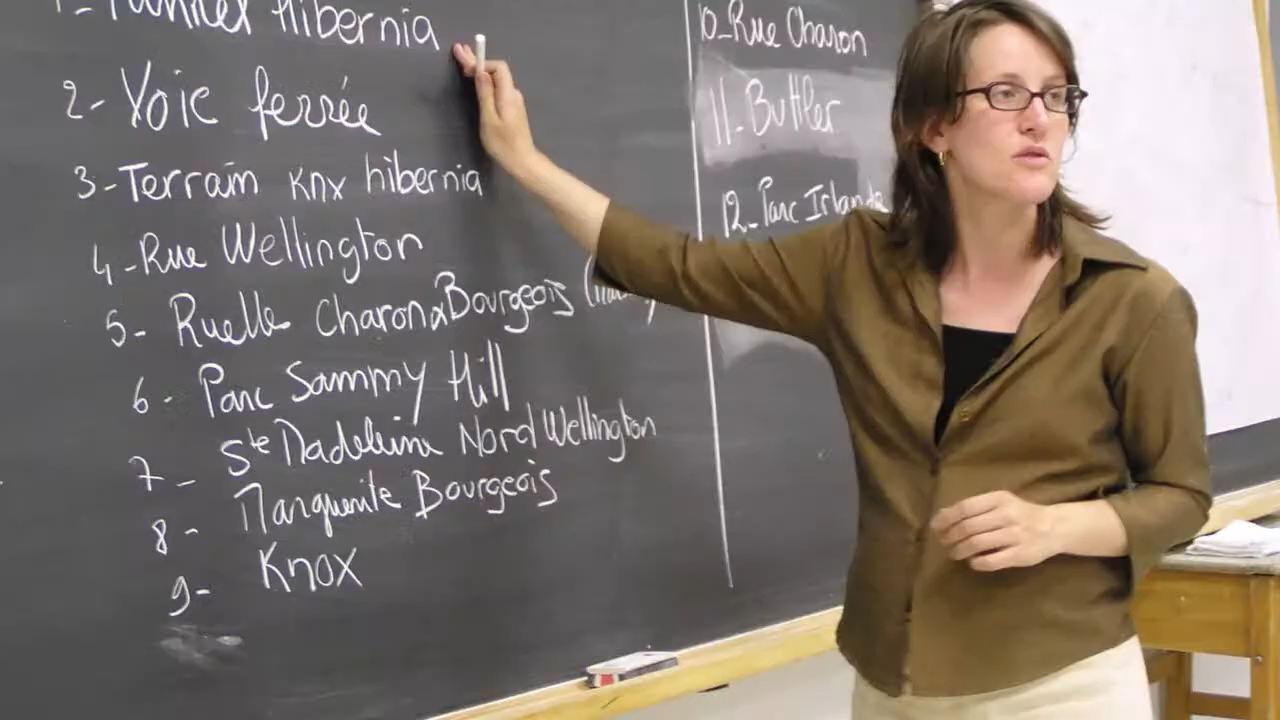 1- Tunnel hibernia
2- Voie ferrée
3- Terrain knx hibernia
4- Rue Wellington
5- Ruelle Charon x Bourgeois
6- Parc Sammy Hill
7- Ste Madeleine Nord Wellington
8- Marguerite Bourgeois
9- Knox
10- Rue Charon
11- Buttler
12- Parc Irlande